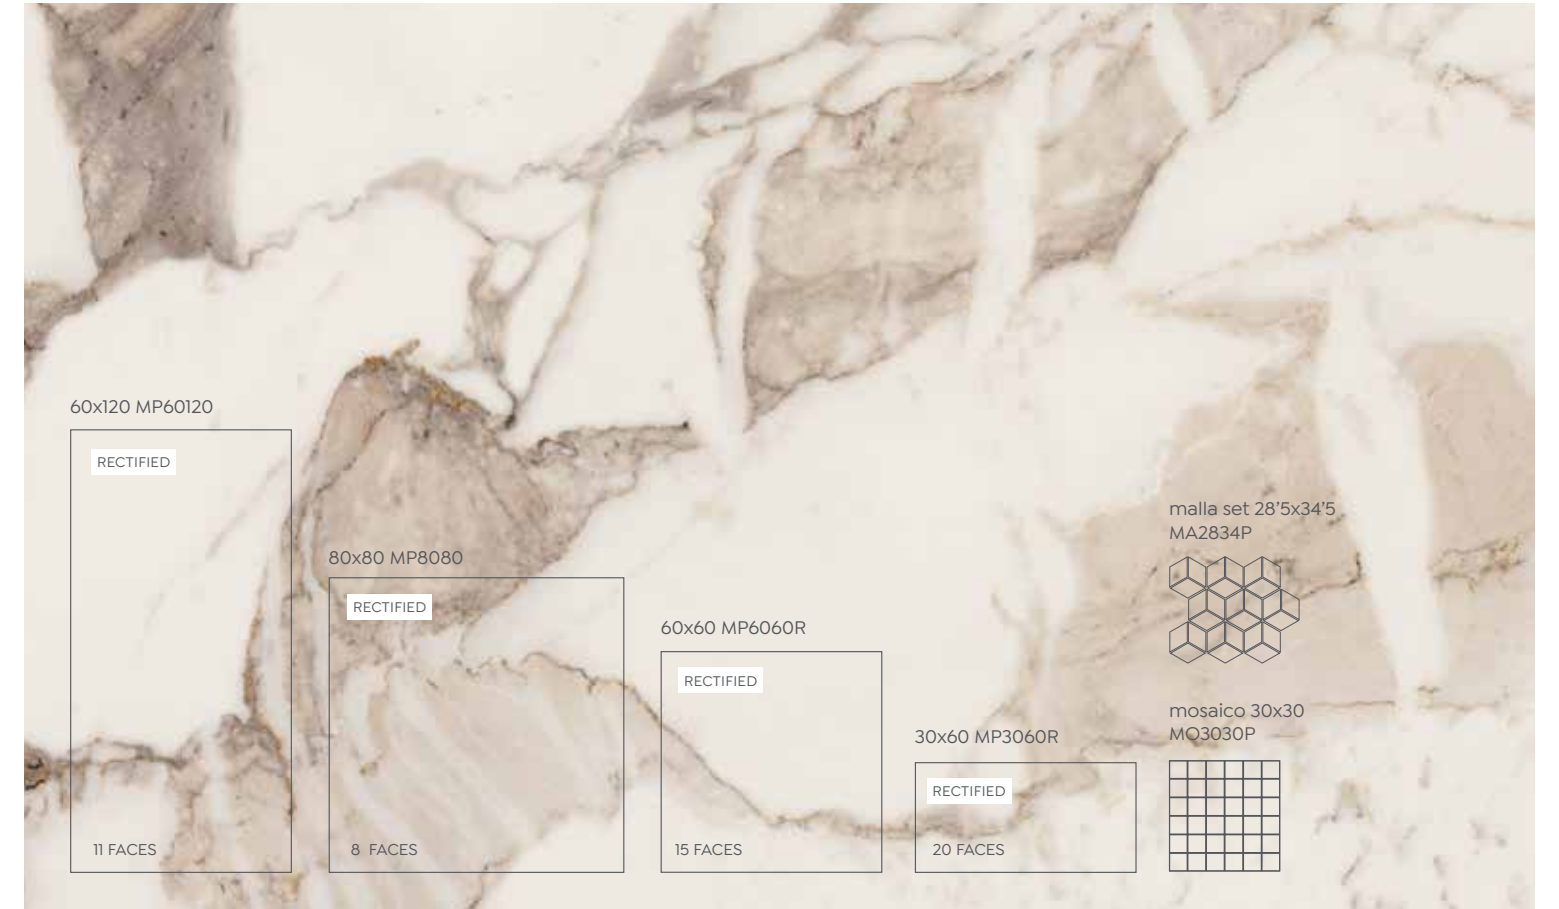 60x120 MP60120
RECTIFIED
11 FACES
80x80 MP8080
RECTIFIED
8 FACES
60x60 MP6060R
RECTIFIED
15 FACES
30x60 MP3060R
RECTIFIED
20 FACES
malla set 28'5x34'5
MA2834P
mosaico 30x30
MO3030P